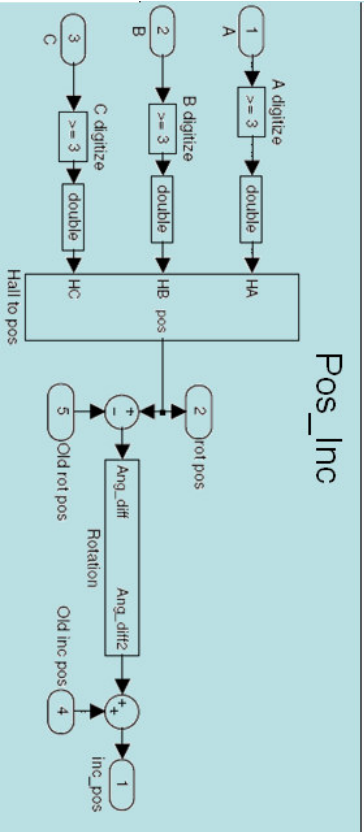 Pos_Inc
1
A
A digitize
>= 3
double
HA
2
B
B digitize
>= 3
double
HB
pos
3
C
C digitize
>= 3
double
HC
Hall to pos
2
rot pos
+
−
5
Old rot pos
Ang_diff
Ang_diff2
Rotation
Old inc pos
4
+
+
1
inc_pos